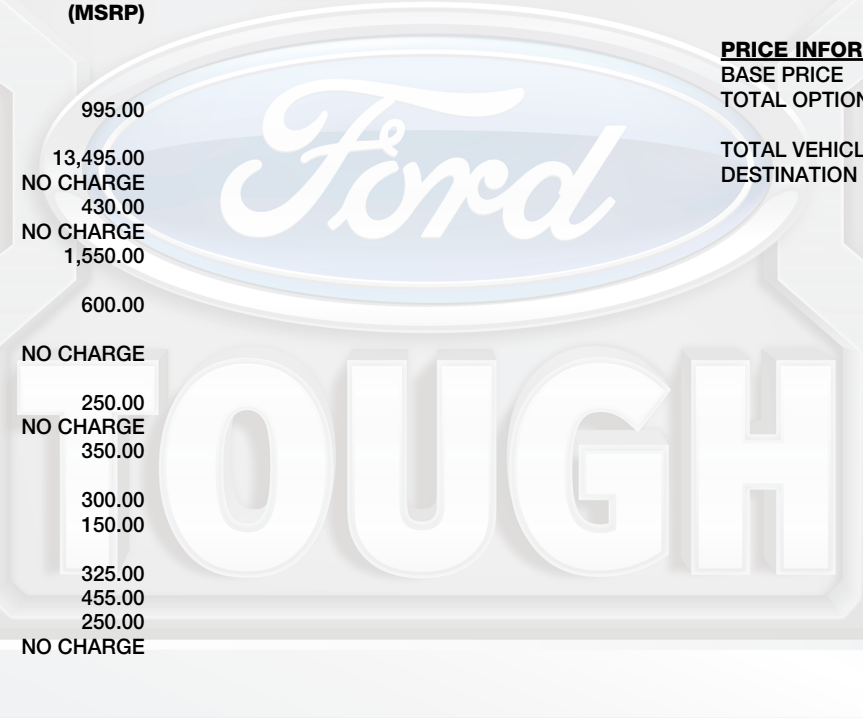 (MSRP)
995.00
13,495.00
NO CHARGE
430.00
NO CHARGE
1,550.00
600.00
NO CHARGE
250.00
NO CHARGE
350.00
300.00
150.00
325.00
455.00
250.00
NO CHARGE
PRICE INFOR
BASE PRICE
TOTAL OPTION
TOTAL VEHICL
DESTINATION
Ford
TOUGH